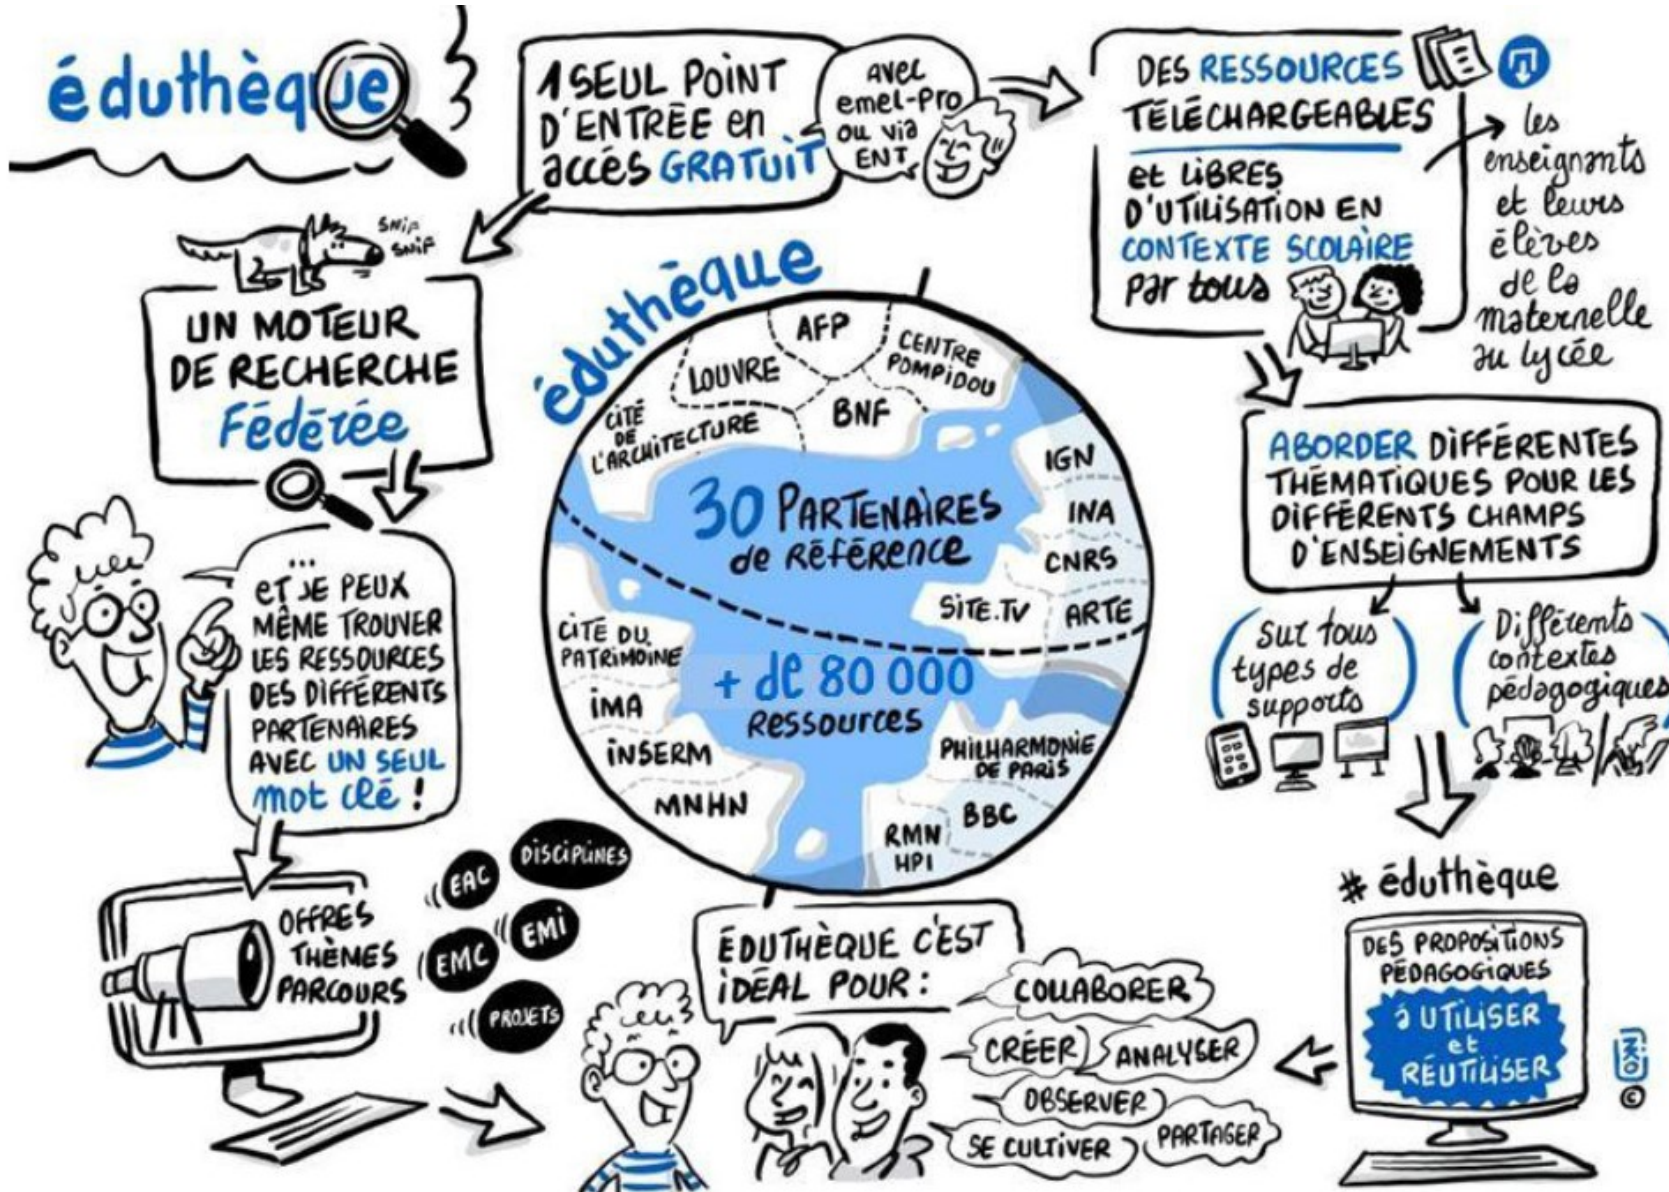 éduthèque
1 SEUL POINT
D'ENTRÉE en
accès GRATUIT
avec
emel-pro
ou via
ENT
DES RESSOURCES
TÉLÉCHARGEABLES
et LIBRES
D'UTILISATION EN
CONTEXTE SCOLAIRE
par tous
les
enseignants
et leurs
élèves
de la
maternelle
au lycée
SNIF
SNIF
UN MOTEUR
DE RECHERCHE
Fédérée
...
et JE PEUX
MÊME TROUVER
LES RESSOURCES
DES DIFFÉRENTS
PARTENAIRES
AVEC UN SEUL
mot clé !
éduthèque
AFP
CENTRE
POMPIDOU
LOUVRE
BNF
CITÉ
DE
L'ARCHITECTURE
IGN
INA
CNRS
SITE.TV
ARTE
30 PARTENAIRES
de RÉFÉRENCE
+ de 80 000
RESSOURCES
CITÉ DU
PATRIMOINE
IMA
INSERM
MNHN
PHILHARMONIE
DE PARIS
BBC
RMN
HPI
ABORDER DIFFÉRENTES
THÉMATIQUES POUR LES
DIFFÉRENTS CHAMPS
D'ENSEIGNEMENTS
Sur tous
types de
supports
Différents
contextes
pédagogiques
OFFRES
THÈMES
PARCOURS
EAC
DISCIPLINES
EMC
EMI
PROJETS
ÉDUTHÈQUE C'EST
IDÉAL POUR :
COLLABORER
CRÉER
ANALYSER
OBSERVER
SE CULTIVER
PARTAGER
# éduthèque
DES PROPOSITIONS
PÉDAGOGIQUES
à UTILISER
et
RÉUTILISER
INKO
©